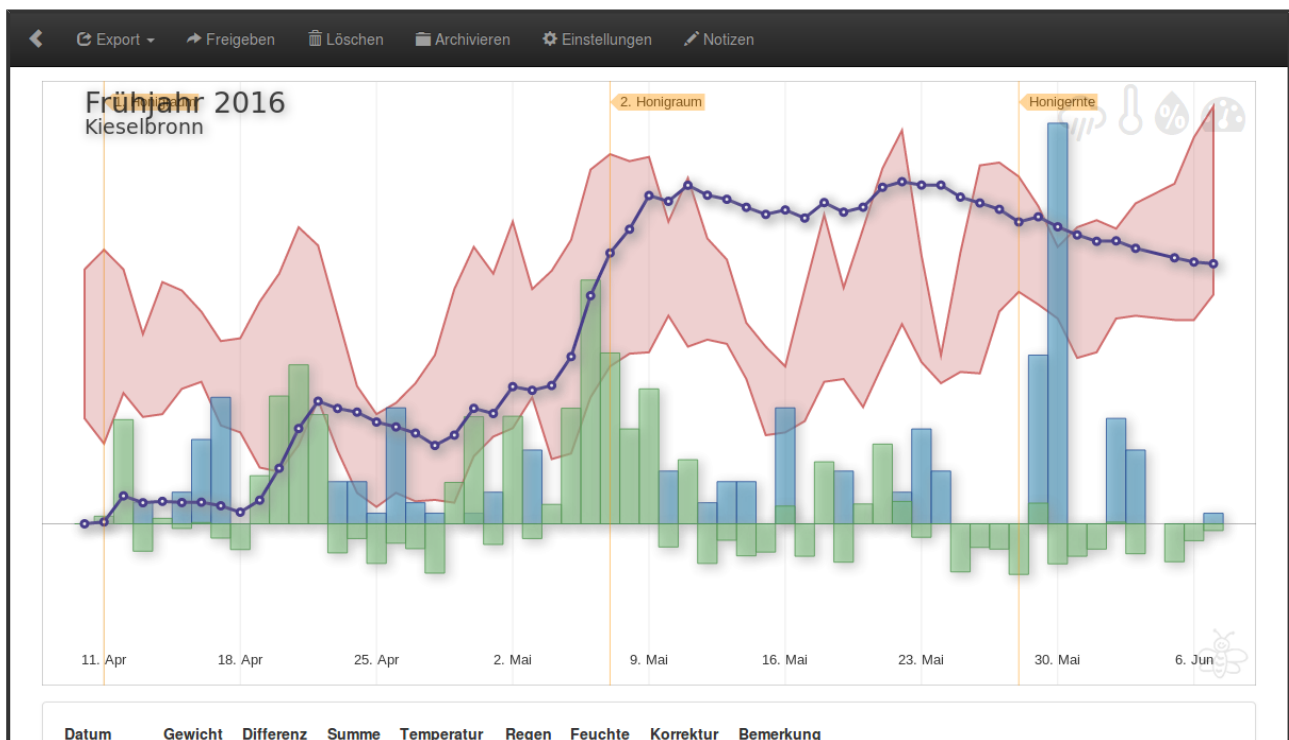 Export Freigeben Löschen Archivieren Einstellungen Notizen
Frühjahr 2016
1. Honigraum
2. Honigraum
Honigernte
Kieselbronn
%
11. Apr 18. Apr 25. Apr 2. Mai 9. Mai 16. Mai 23. Mai 30. Mai 6. Jun
Datum Gewicht Differenz Summe Temperatur Regen Feuchte Korrektur Bemerkung